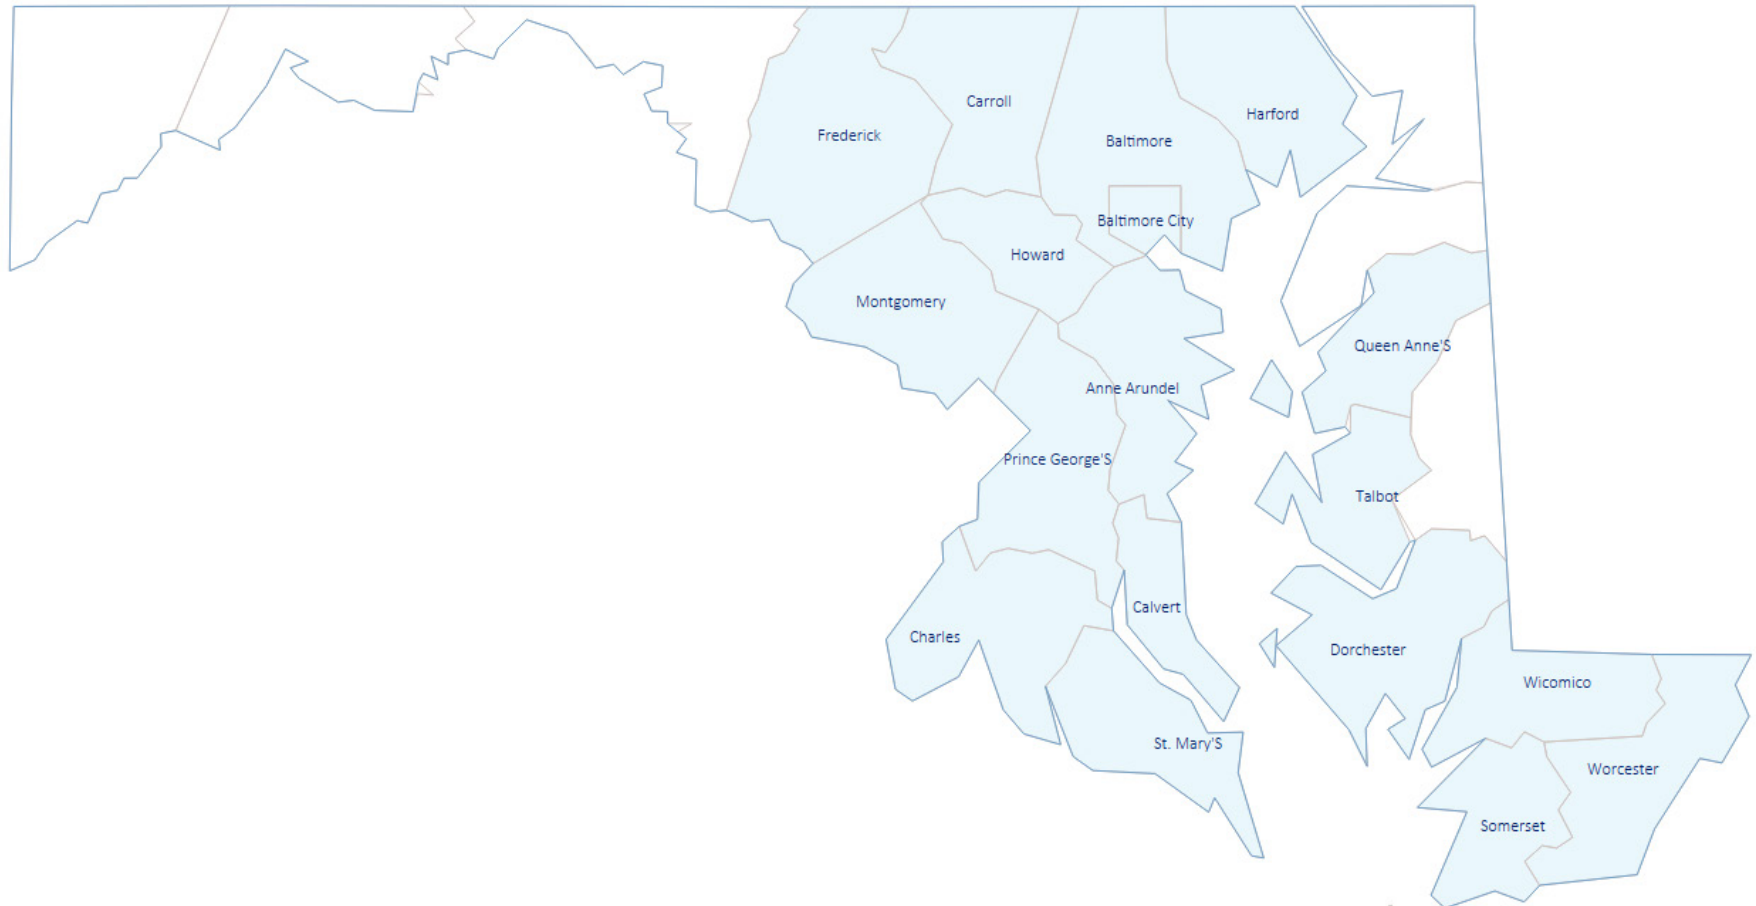 Carroll
Harford
Frederick
Baltimore
Baltimore City
Howard
Montgomery
Queen Anne'S
Anne Arundel
Prince George'S
Talbot
Calvert
Charles
Dorchester
Wicomico
St. Mary'S
Worcester
Somerset